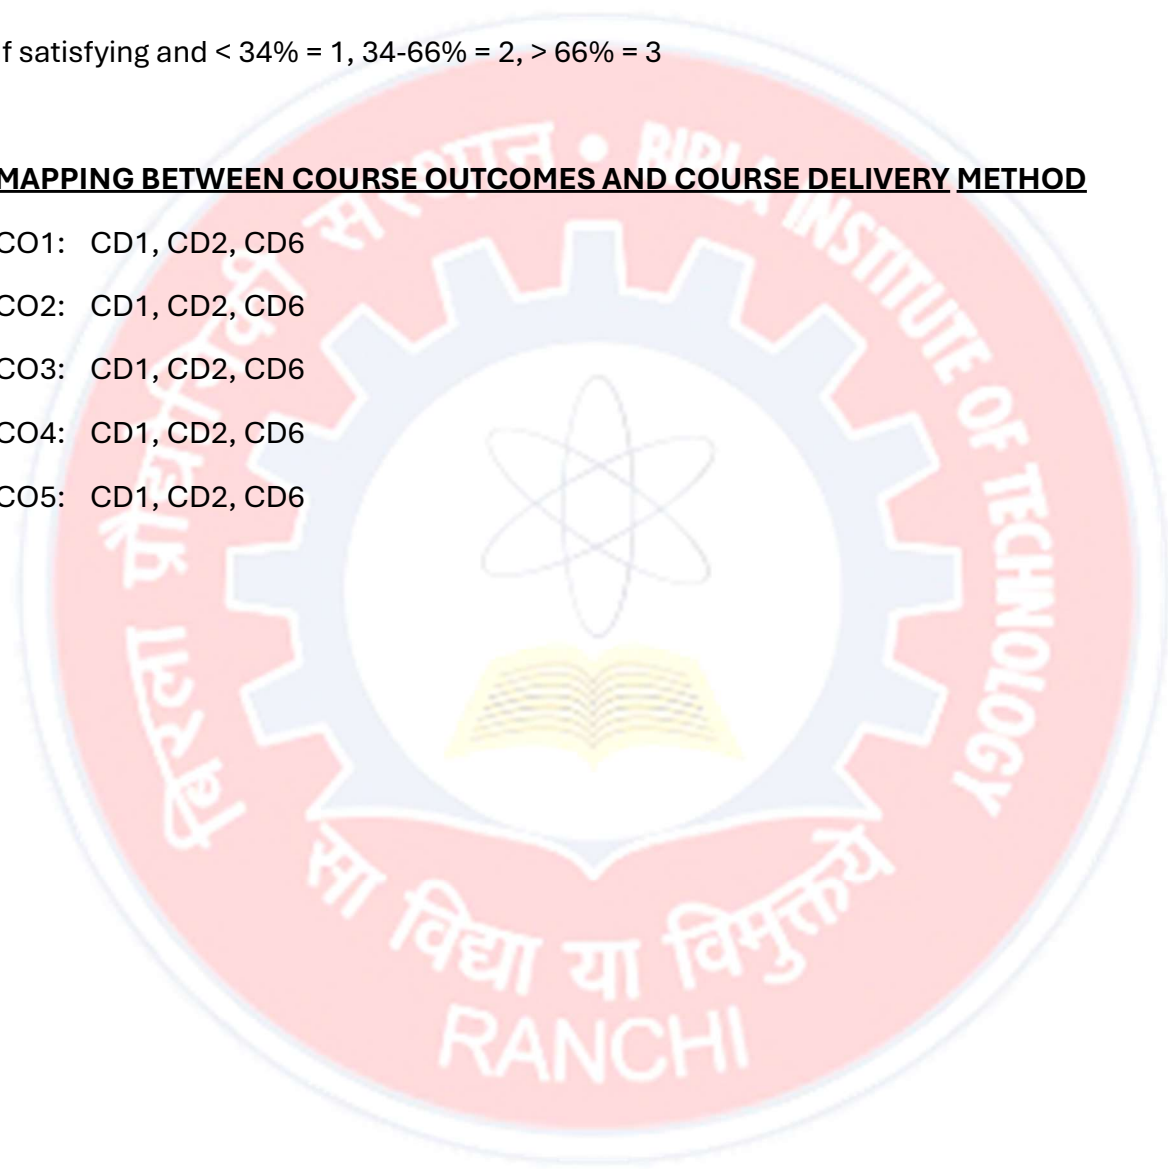 f satisfying and < 34% = 1, 34-66% = 2, > 66% = 3
MAPPING BETWEEN COURSE OUTCOMES AND COURSE DELIVERY METHOD
CO1: CD1, CD2, CD6
CO2: CD1, CD2, CD6
CO3: CD1, CD2, CD6
CO4: CD1, CD2, CD6
CO5: CD1, CD2, CD6
बिरला प्रौद्योगिकी संस्थान • BIRLA INSTITUTE OF TECHNOLOGY
सा विद्या या विमुक्तये
RANCHI